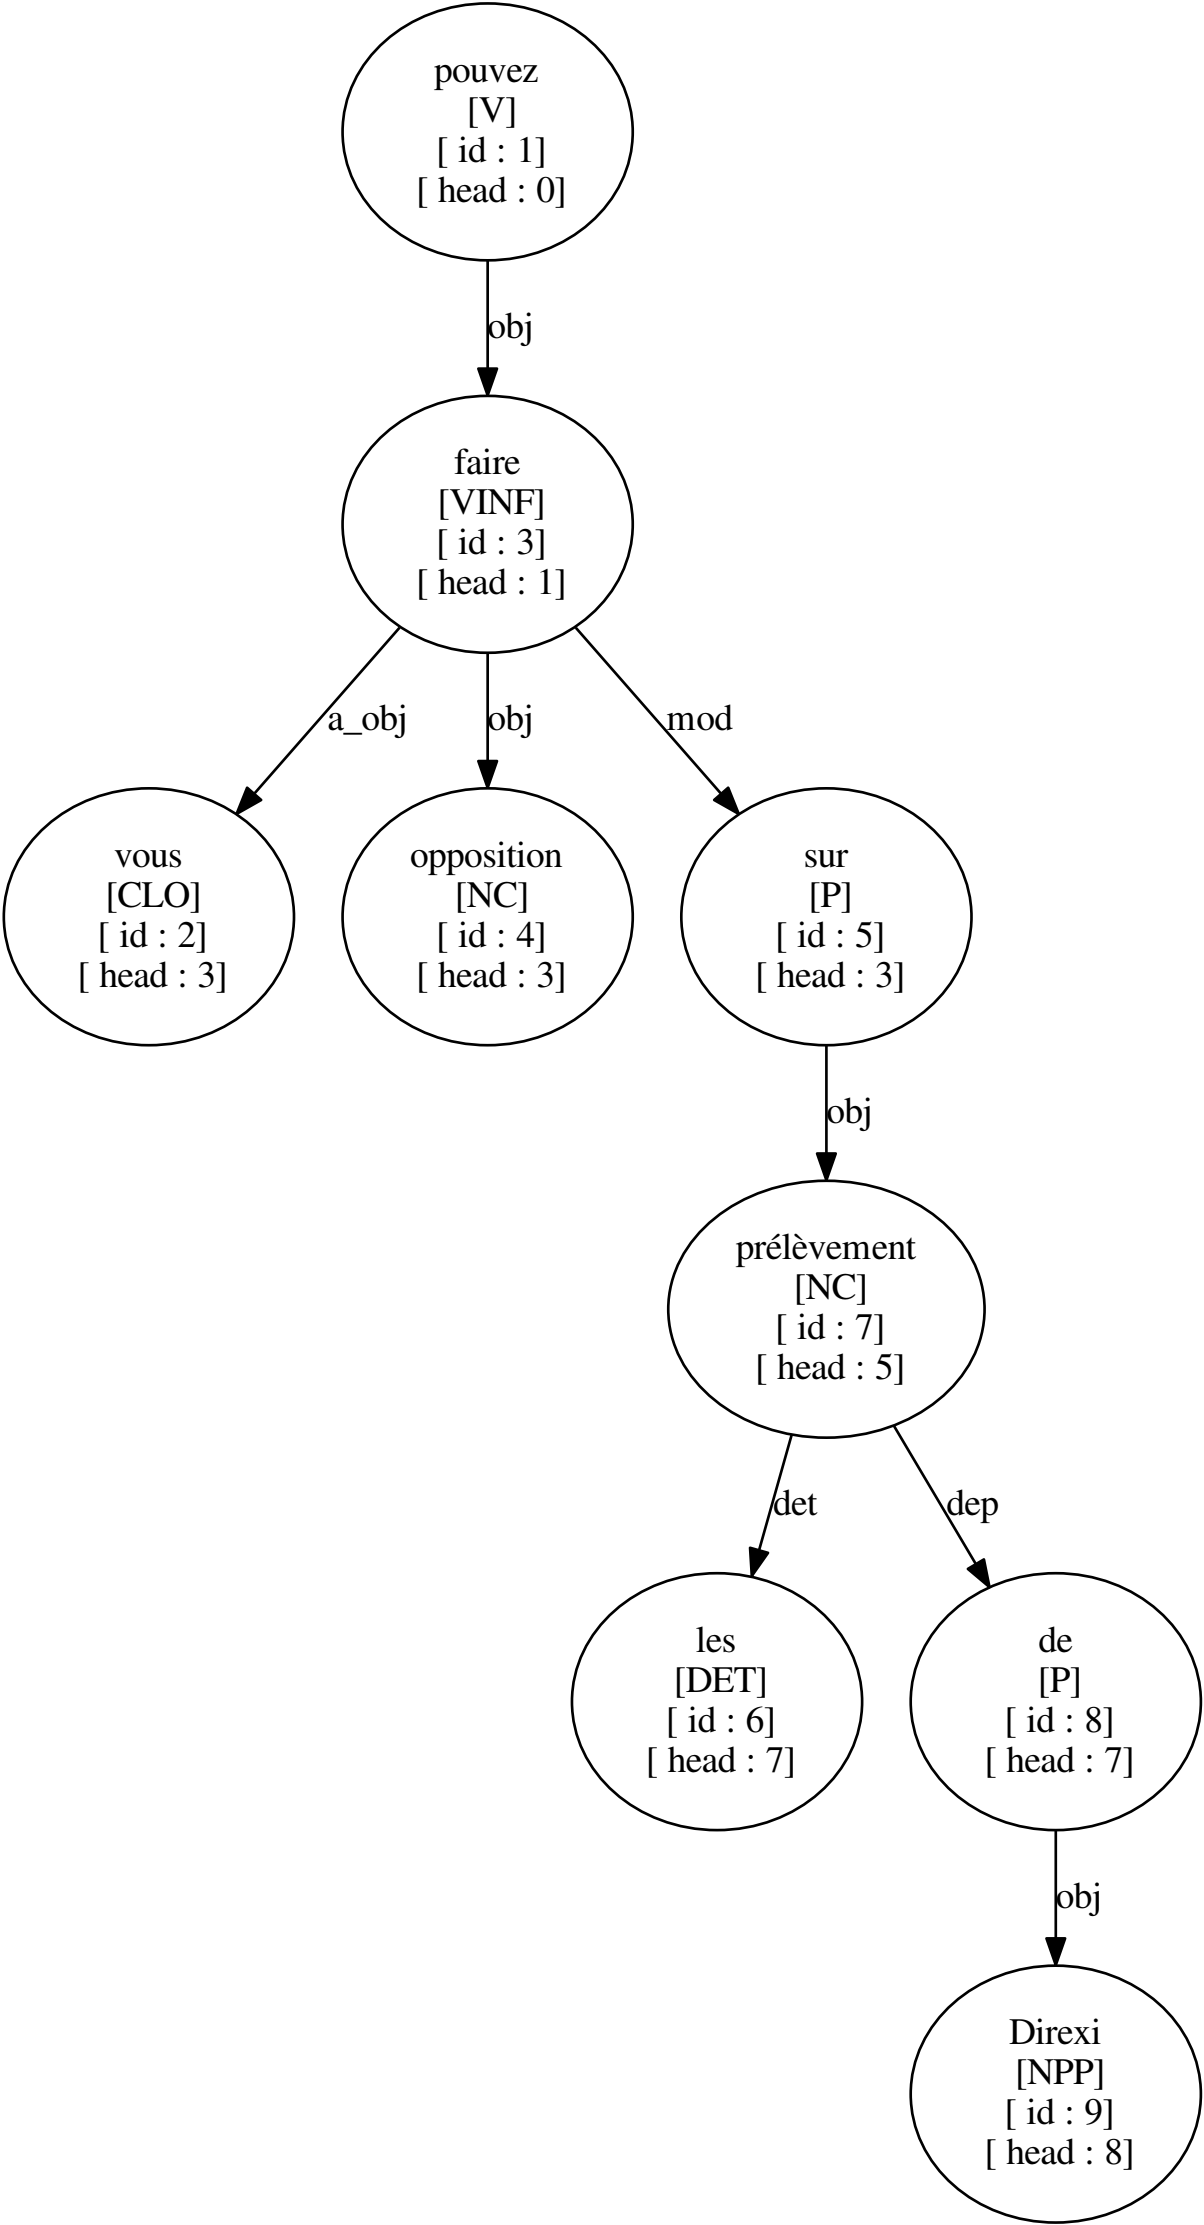 pouvez
[V]
[ id : 1]
[ head : 0]
obj
faire
[VINF]
[ id : 3]
[ head : 1]
a_obj
obj
mod
vous
[CLO]
[ id : 2]
[ head : 3]
opposition
[NC]
[ id : 4]
[ head : 3]
sur
[P]
[ id : 5]
[ head : 3]
obj
prélèvement
[NC]
[ id : 7]
[ head : 5]
det
dep
les
[DET]
[ id : 6]
[ head : 7]
de
[P]
[ id : 8]
[ head : 7]
obj
Direxi
[NPP]
[ id : 9]
[ head : 8]